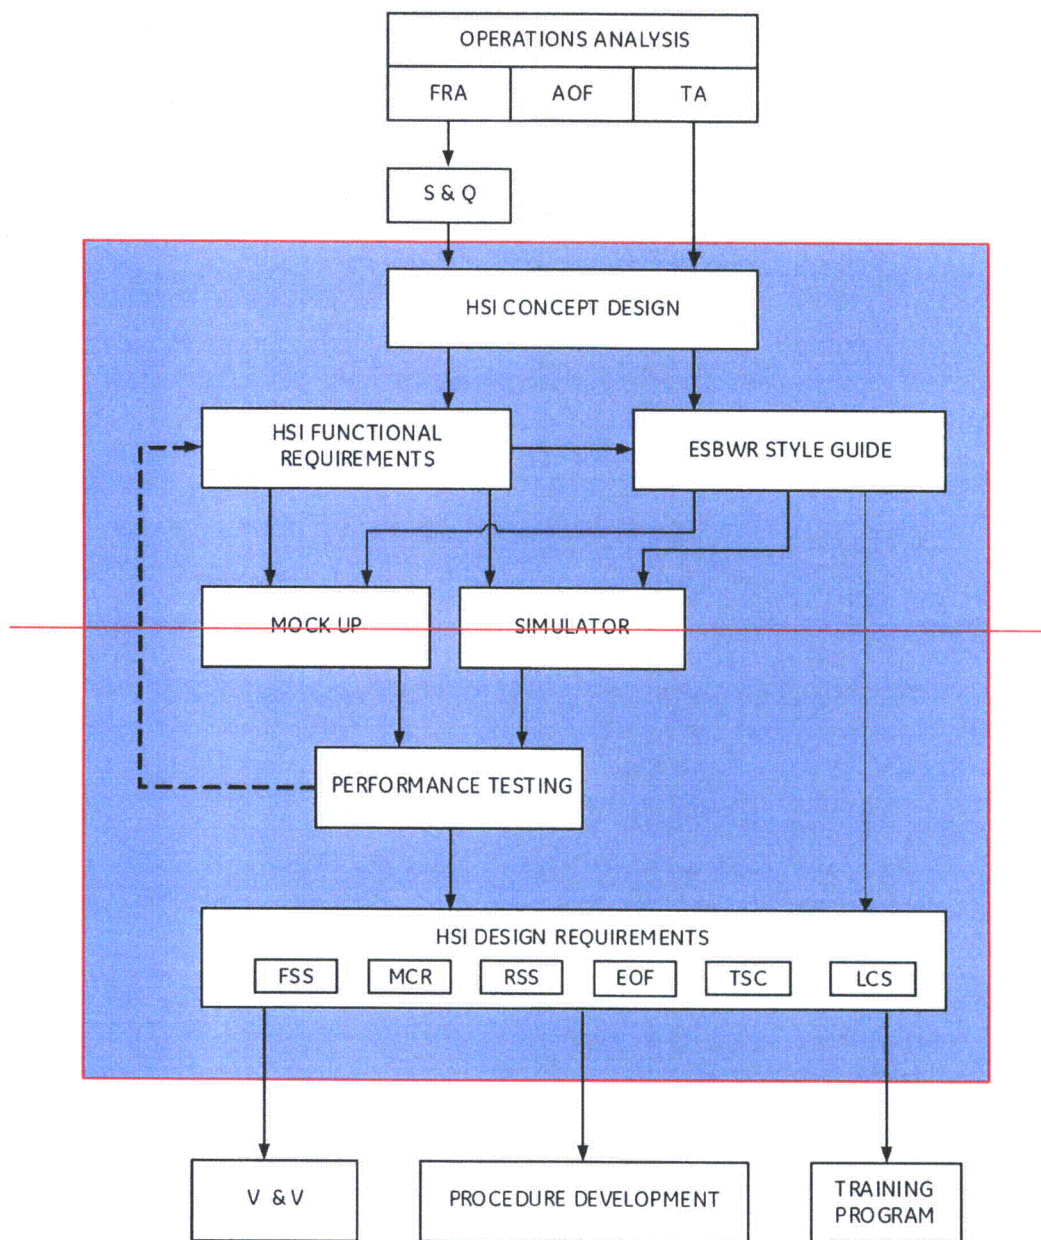 OPERATIONS ANALYSIS
FRA
AOF
TA
S & Q
HSI CONCEPT DESIGN
HSI FUNCTIONAL
REQUIREMENTS
ESBWR STYLE GUIDE
MOCK UP
SIMULATOR
PERFORMANCE TESTING
HSI DESIGN REQUIREMENTS
FSS
MCR
RSS
EOF
TSC
LCS
V & V
PROCEDURE DEVELOPMENT
TRAINING
PROGRAM